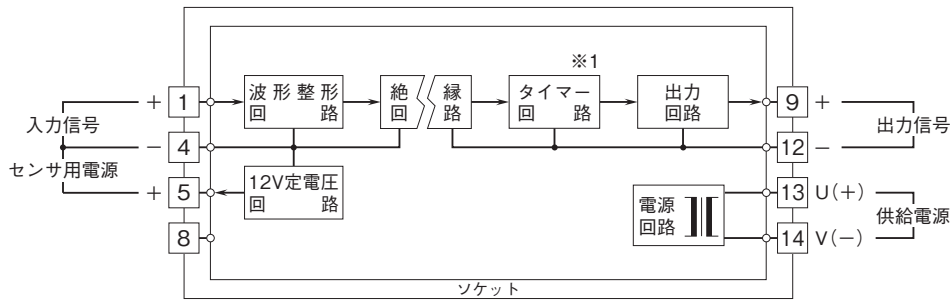 ※1
波形整形
回路
絶縁
回路
タイマー
回路
出力
回路
+ 1
9 +
入力信号
出力信号
− 4
12 −
センサ用電源
12V定電圧
回路
+ 5
13 U(+)
電源
回路
供給電源
8
14 V(−)
ソケット